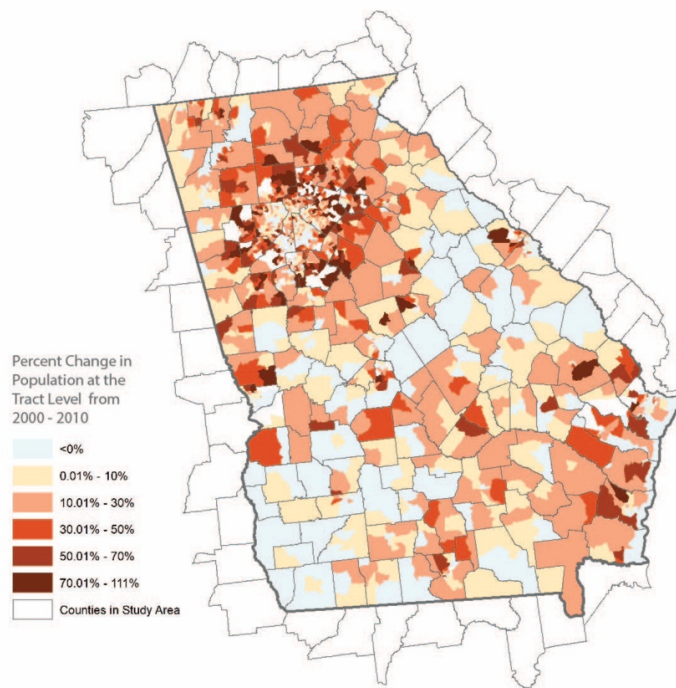 Percent Change in
Population at the
Tract Level from
2000 - 2010
<0%
0.01% - 10%
10.01% - 30%
30.01% - 50%
50.01% - 70%
70.01% - 111%
Counties in Study Area